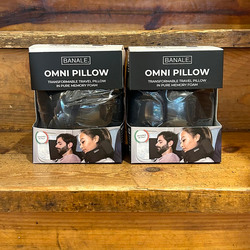 BANALE
OMNI PILLOW
TRANSFORMABLE TRAVEL PILLOW
IN PURE MEMORY FOAM
BANALE
OMNI PILLOW
TRANSFORMABLE TRAVEL PILLOW
IN PURE MEMORY FOAM